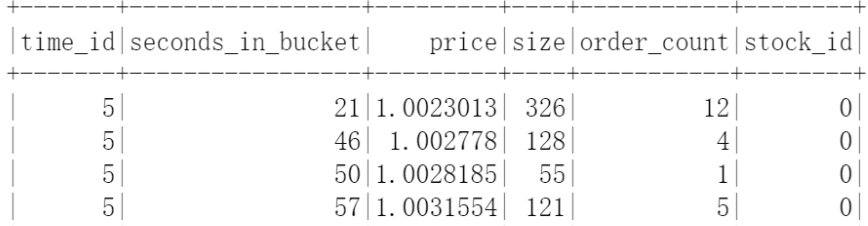 +-------+-----------------+---------+----+-----------+--------+
|time_id|seconds_in_bucket|    price|size|order_count|stock_id|
+-------+-----------------+---------+----+-----------+--------+
|      5|               21|1.0023013| 326|         12|       0|
|      5|               46| 1.002778| 128|          4|       0|
|      5|               50|1.0028185|  55|          1|       0|
|      5|               57|1.0031554| 121|          5|       0|